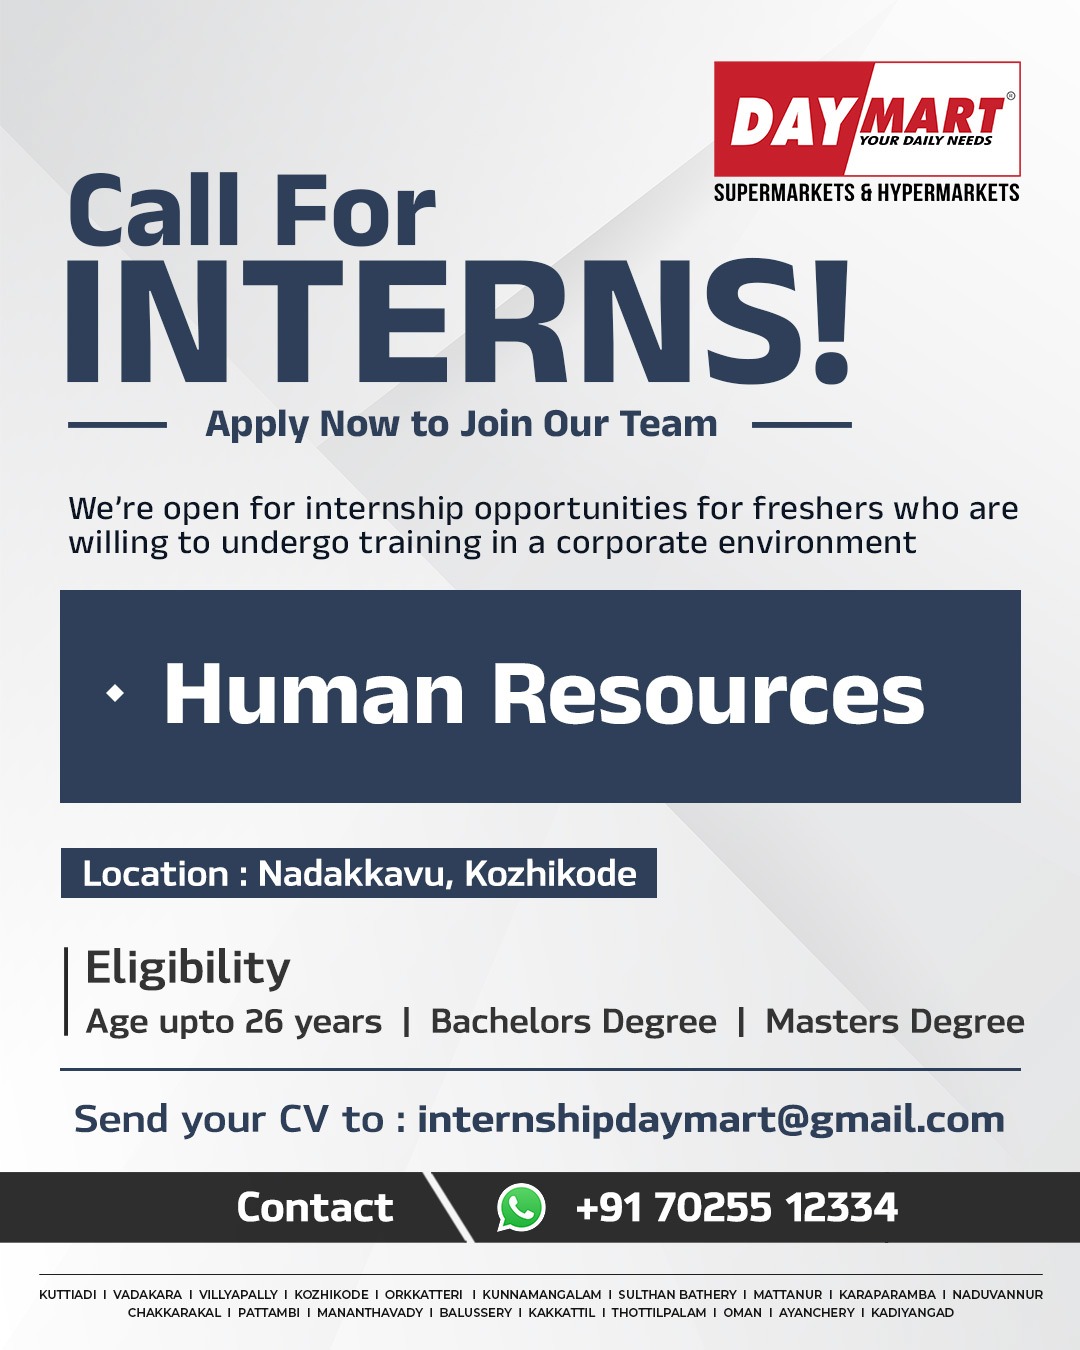 DAYMART®
YOUR DAILY NEEDS
SUPERMARKETS & HYPERMARKETS
Call For
INTERNS!
Apply Now to Join Our Team
We're open for internship opportunities for freshers who are
willing to undergo training in a corporate environment
Human Resources
Location : Nadakkavu, Kozhikode
Eligibility
Age upto 26 years | Bachelors Degree | Masters Degree
Send your CV to : internshipdaymart@gmail.com
Contact +91 70255 12334
KUTTIADI I VADAKARA I VILLYAPALLY I KOZHIKODE I ORKKATTERI I KUNNAMANGALAM I SULTHAN BATHERY I MATTANUR I KARAPARAMBA I NADUVANNUR
CHAKKARAKAL I PATTAMBI I MANANTHAVADY I BALUSSERY I KAKKATTIL I THOTTILPALAM I OMAN I AYANCHERY I KADIYANGAD